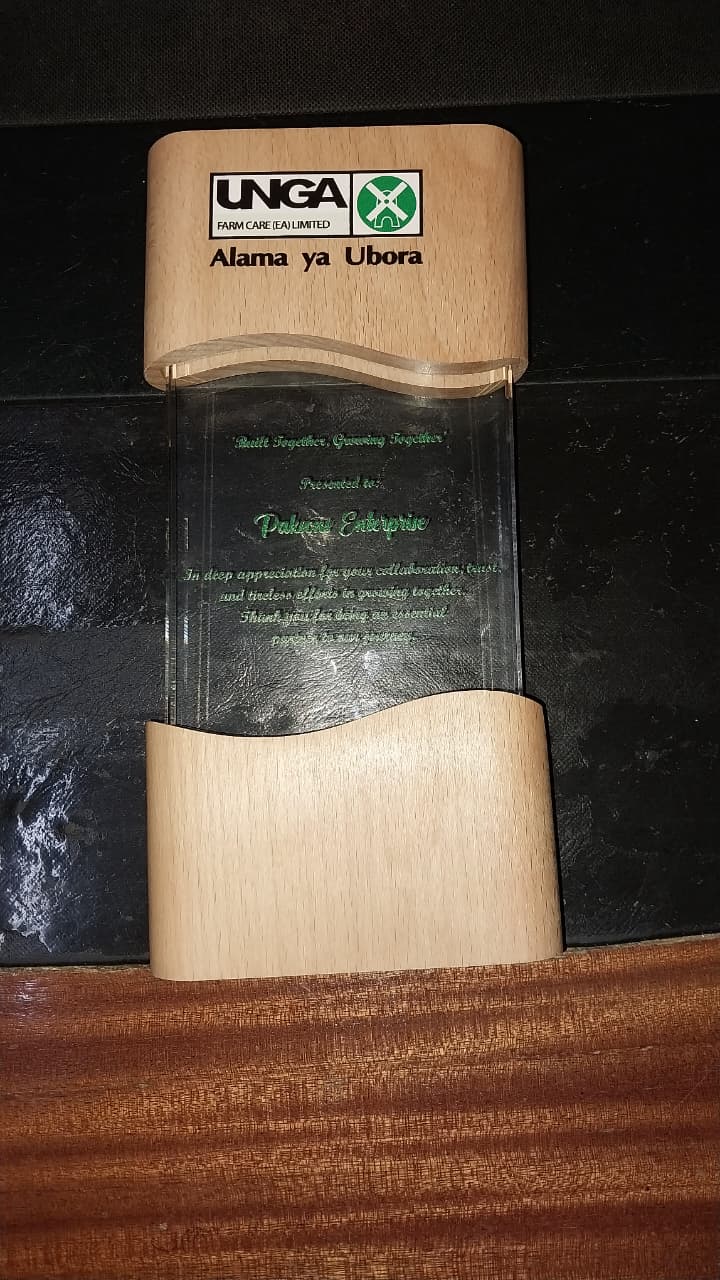 UNGA
FARM CARE (EA) LIMITED
Alama ya Ubora
'Built Together, Growing Together'
Presented to:
Enterprise
In deep appreciation for your collaboration, trust,
and tireless efforts in growing together.
Thank you for being an essential
partner to our journey.